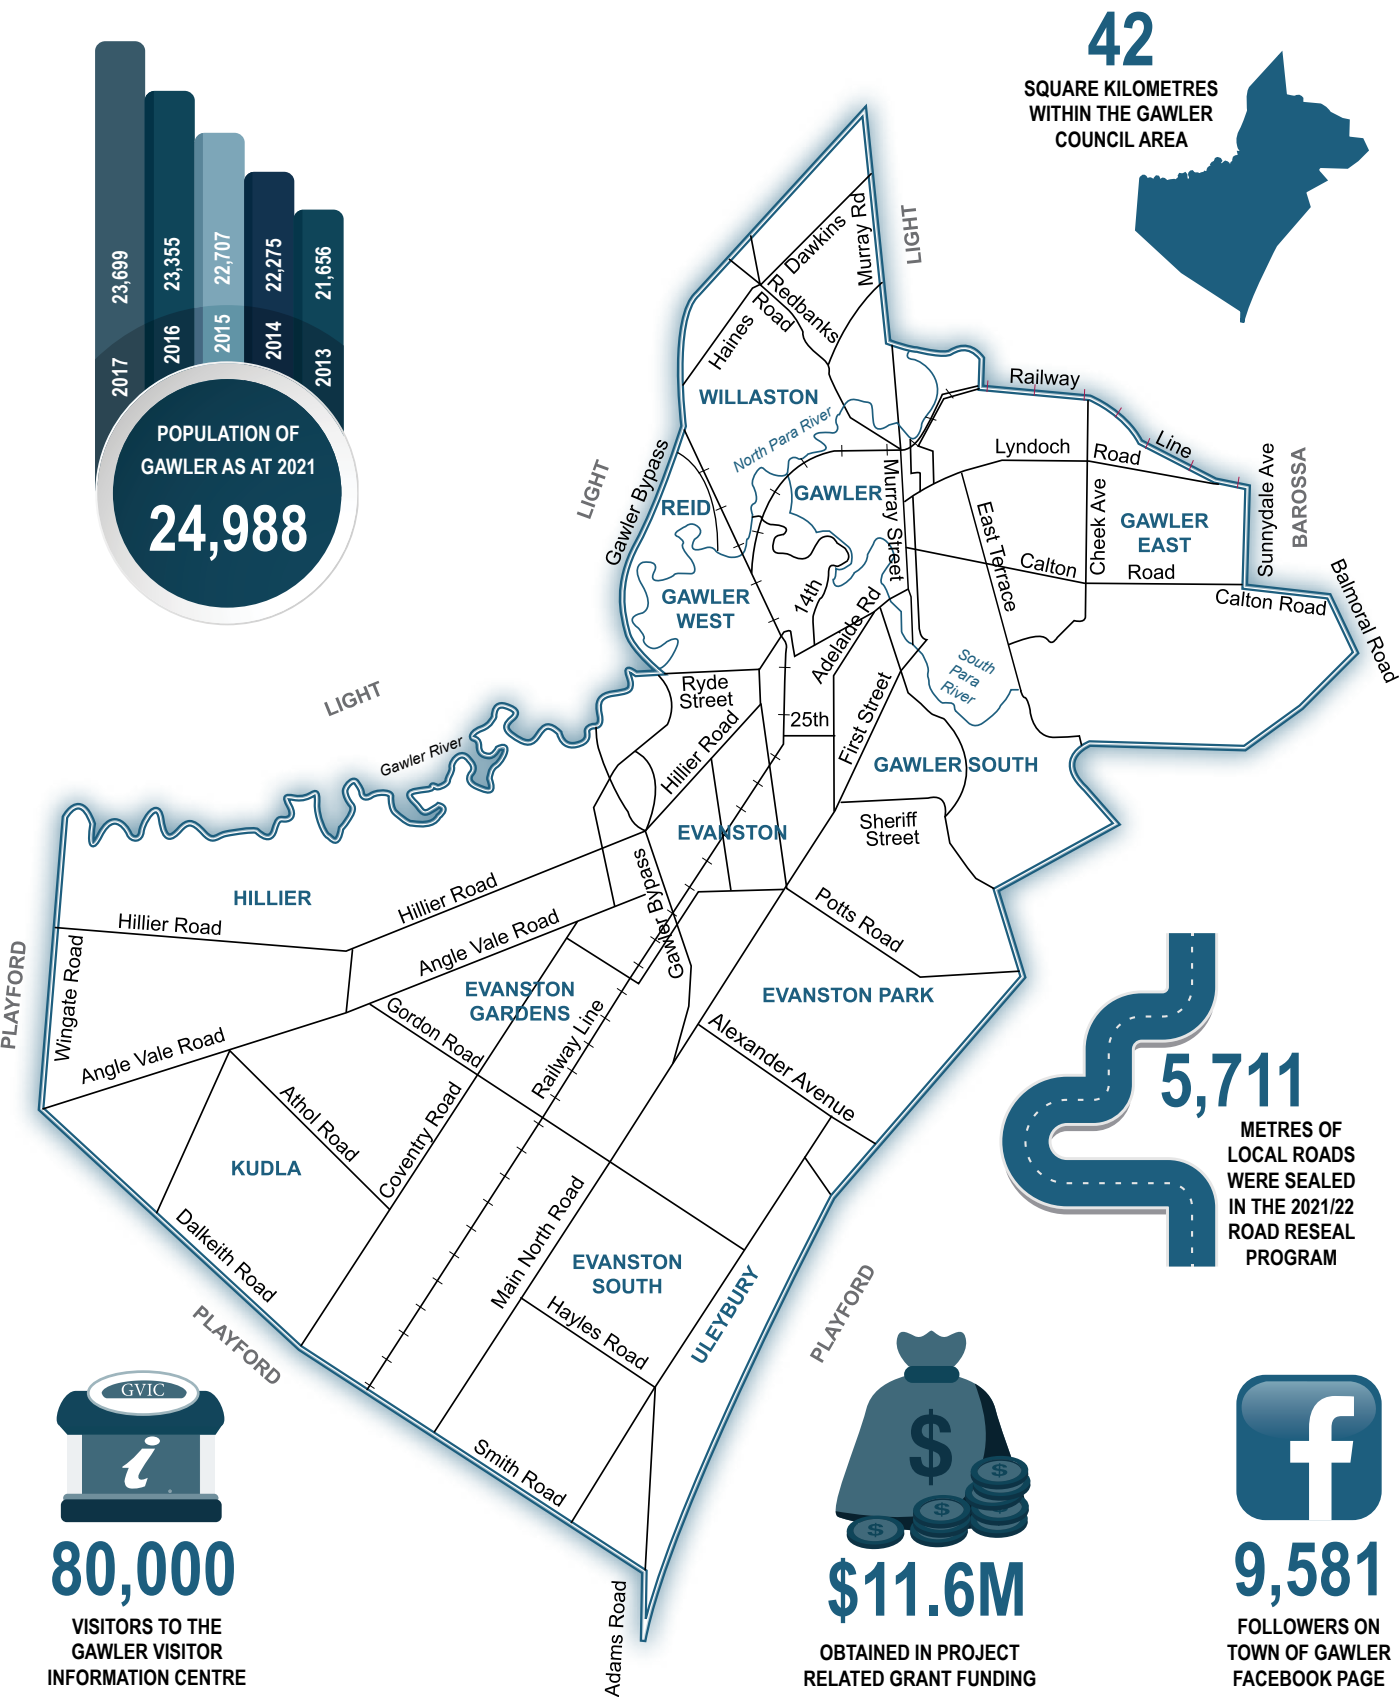 42
SQUARE KILOMETRES
WITHIN THE GAWLER
COUNCIL AREA
23,699
23,355
22,707
22,275
21,656
2017
2016
2015
2014
2013
POPULATION OF
GAWLER AS AT 2021
24,988
LIGHT
Dawkins
Murray Rd
Redbanks
Road
Haines
WILLASTON
North Para River
Railway
Line
Lyndoch
Road
Sunnydale Ave
BAROSSA
LIGHT
Gawler Bypass
REID
GAWLER
Murray Street
East Terrace
Cheek Ave
GAWLER
EAST
Calton
Road
Calton Road
Balmoral Road
GAWLER
WEST
14th
Adelaide Rd
South
Para
River
LIGHT
Ryde
Street
25th
First Street
Hillier Road
Gawler River
GAWLER SOUTH
EVANSTON
Sheriff
Street
HILLIER
Hillier Road
Hillier Road
Gawler Bypass
Potts Road
Angle Vale Road
PLAYFORD
Wingate Road
EVANSTON
GARDENS
EVANSTON PARK
Gordon Road
Railway Line
Alexander Avenue
Angle Vale Road
Athol Road
Coventry Road
KUDLA
Dalkeith Road
Main North Road
EVANSTON
SOUTH
Hayles Road
ULEYBURY
PLAYFORD
PLAYFORD
Smith Road
Adams Road
5,711
METRES OF
LOCAL ROADS
WERE SEALED
IN THE 2021/22
ROAD RESEAL
PROGRAM
GVIC
i
80,000
VISITORS TO THE
GAWLER VISITOR
INFORMATION CENTRE
$
$
$
$
$11.6M
OBTAINED IN PROJECT
RELATED GRANT FUNDING
f
9,581
FOLLOWERS ON
TOWN OF GAWLER
FACEBOOK PAGE